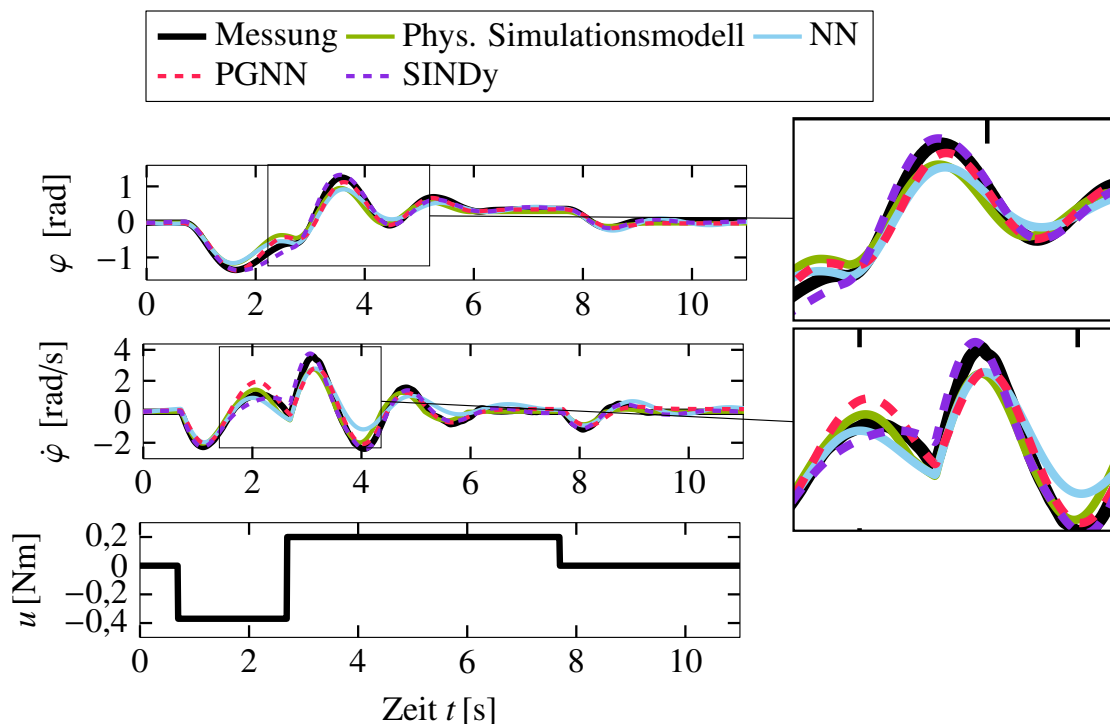 Messung Phys. Simulationsmodell NN
PGNN SINDy
φ [rad]
1
0
−1
0 2 4 6 8 10
φ̇ [rad/s]
4
2
0
−2
0 2 4 6 8 10
u [Nm]
0,2
0
−0,2
−0,4
0 2 4 6 8 10
Zeit t [s]